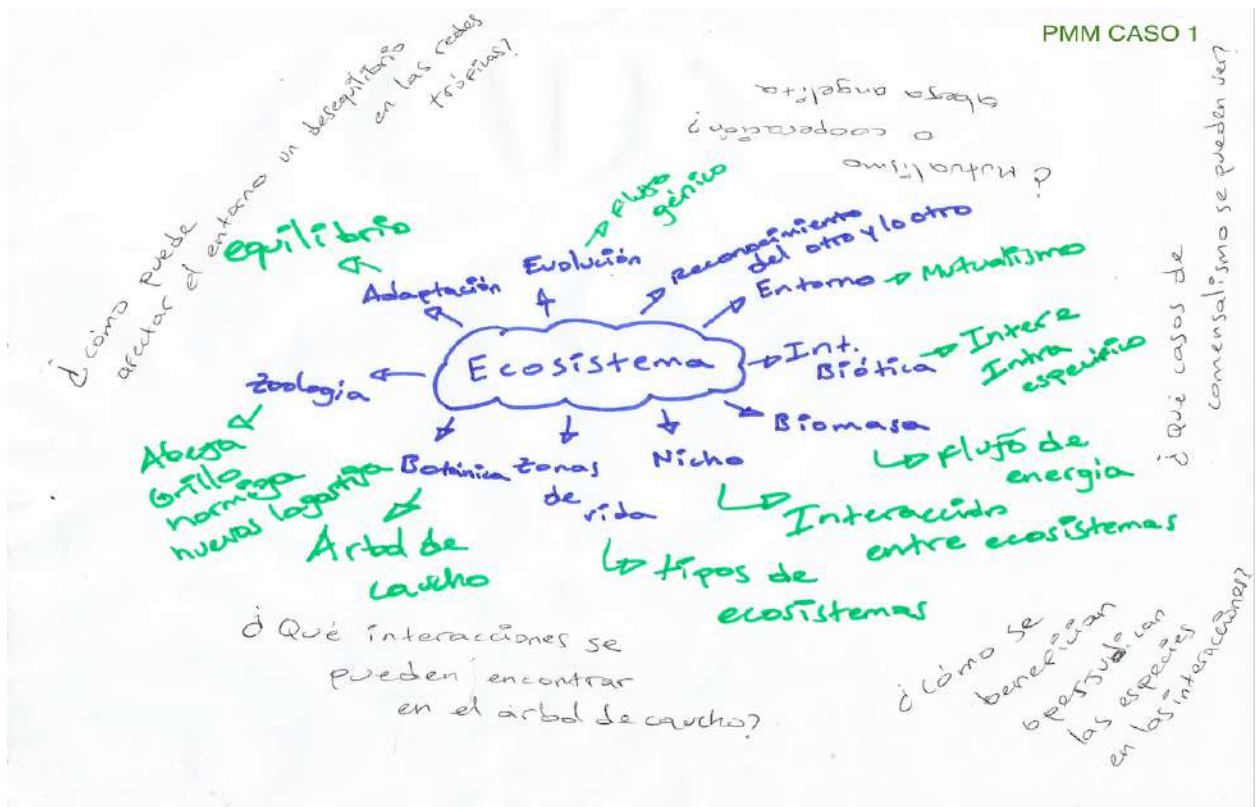 PMM CASO 1
¿cómo puede
afectar el entorno un desequilibrio
en las redes
tróficas?
¿Mutualismo
o cooperación?
abeja angelita
¿Qué casos de
comensalismo se pueden ver?
equilibrio
Adaptación
Flujo
génico
Evolución
Reconocimiento
del otro y lo otro
Entorno
Mutualismo
Ecosistema
Int.
Biótica
Inter e
Intra
específico
Biomasa
Flujo de
energía
Nicho
Interacción
entre ecosistemas
Zonas
de
vida
tipos de
ecosistemas
Botánica
Arbol de
caucho
Zoología
Abeja
Grillo
hormiga
huevos lagartija
¿Qué interacciones se
pueden encontrar
en el árbol de caucho?
¿cómo se
benefician
o perjudican
las especies
en las interacciones?